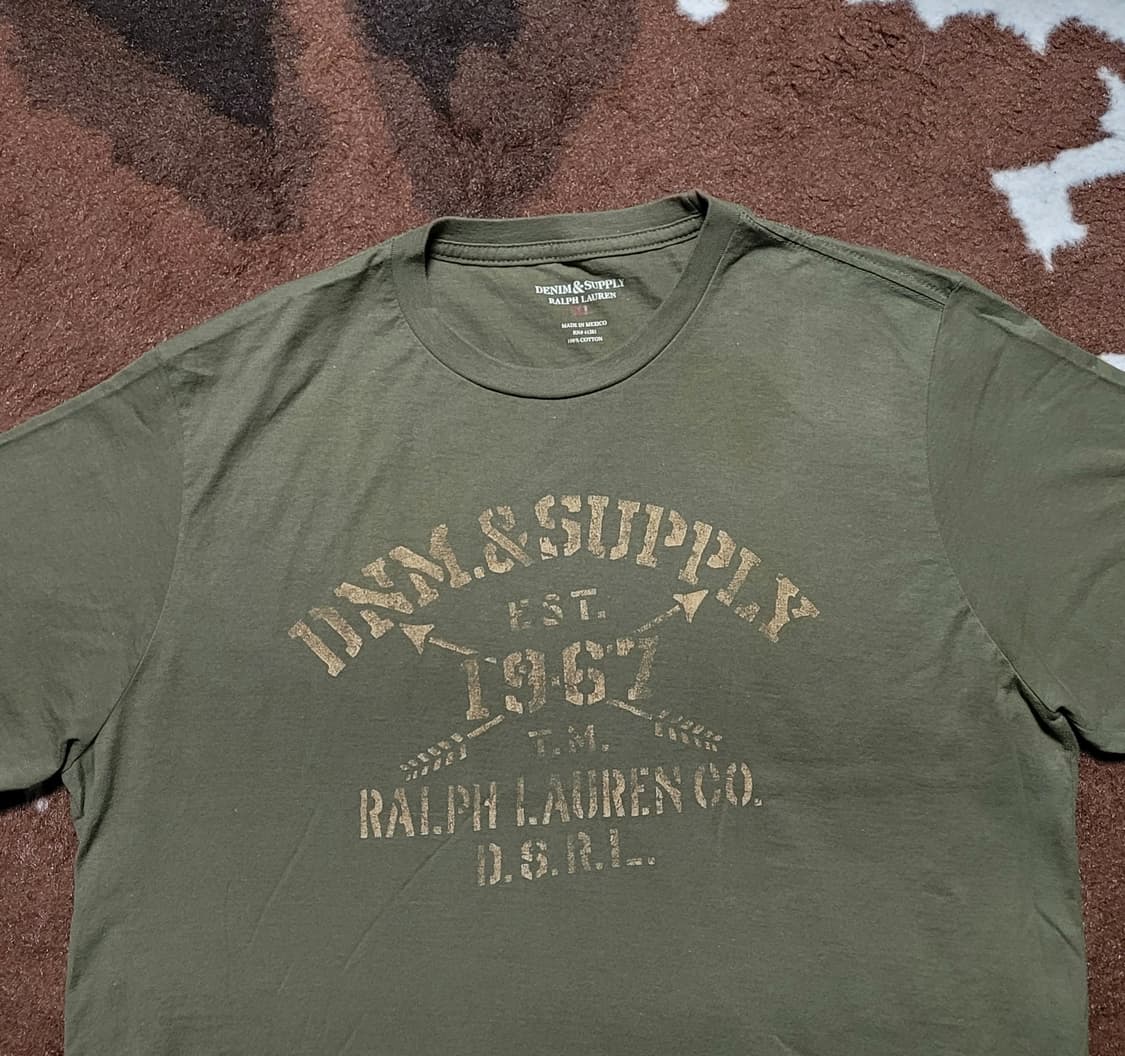 DENIM & SUPPLY
RALPH LAUREN
MADE IN MEXICO
100% COTTON
DNM. & SUPPLY
EST.
1967
T.M.
RALPH LAUREN CO.
D.S.R.L.